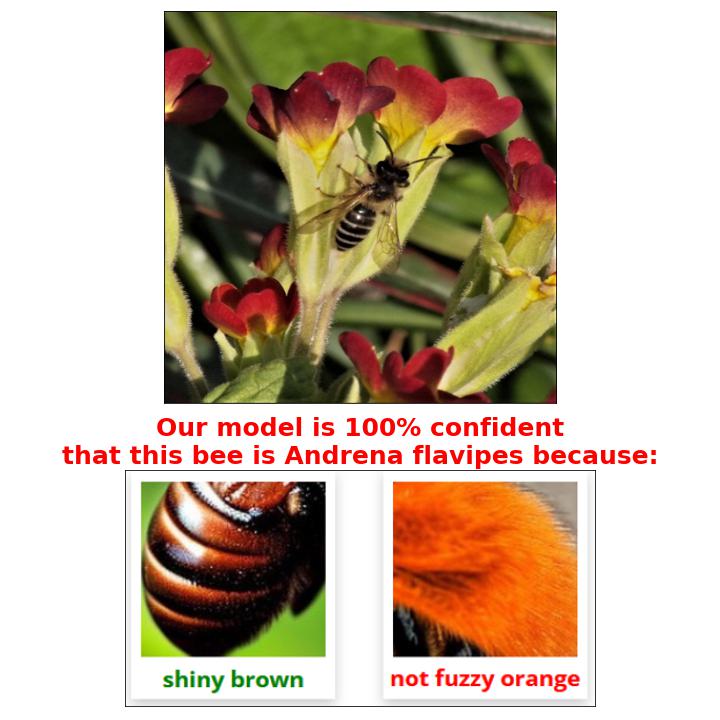 Our model is 100% confident
that this bee is Andrena flavipes because:
shiny brown
not fuzzy orange